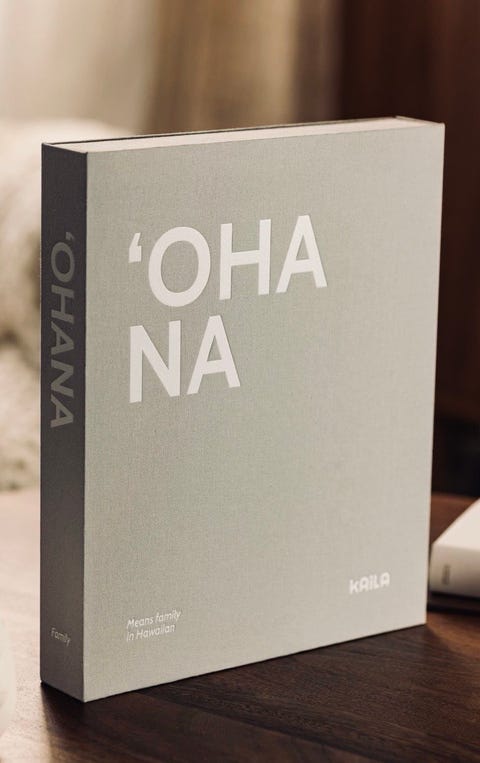 ‘OHA
NA
Means family
in Hawaiian
KAILA
‘OHANA
Family